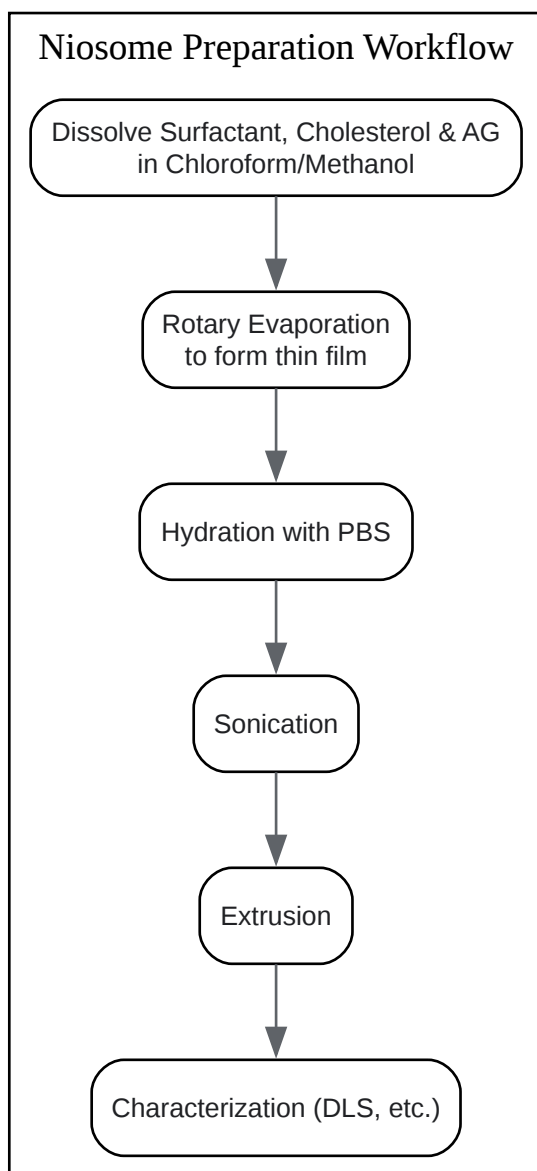 Niosome Preparation Workflow
Dissolve Surfactant, Cholesterol & AG
in Chloroform/Methanol
Rotary Evaporation
to form thin film
Hydration with PBS
Sonication
Extrusion
Characterization (DLS, etc.)